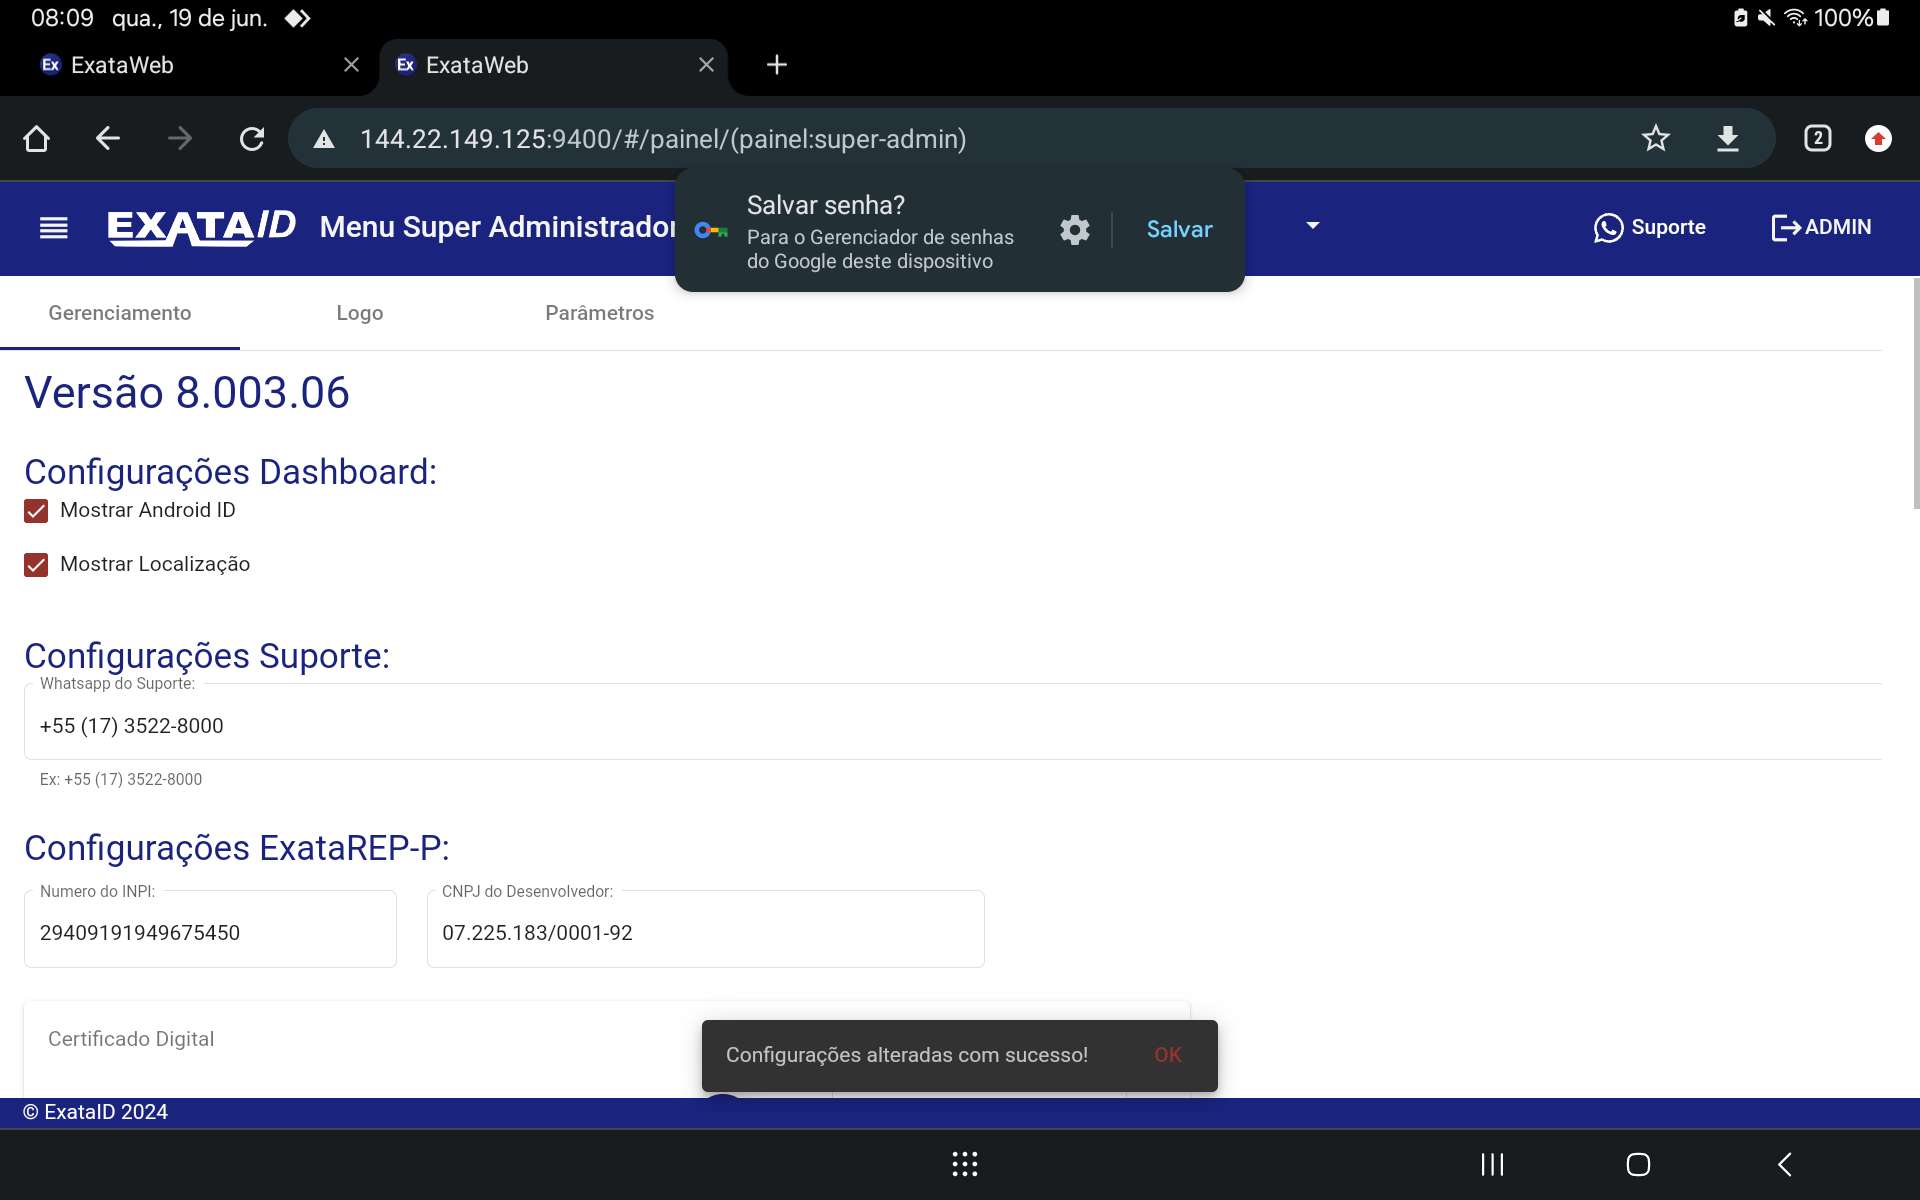 08:09 qua., 19 de jun.
100%
Ex ExataWeb
Ex ExataWeb
144.22.149.125:9400/#/painel/(painel:super-admin)
2
EXATAID Menu Super Administrador
Suporte
ADMIN
Salvar senha?
Para o Gerenciador de senhas
do Google deste dispositivo
Salvar
Gerenciamento Logo Parâmetros
Versão 8.003.06
Configurações Dashboard:
Mostrar Android ID
Mostrar Localização
Configurações Suporte:
Whatsapp do Suporte:
+55 (17) 3522-8000
Ex: +55 (17) 3522-8000
Configurações ExataREP-P:
Numero do INPI: CNPJ do Desenvolvedor:
29409191949675450 07.225.183/0001-92
Certificado Digital
Configurações alteradas com sucesso! OK
© ExataID 2024